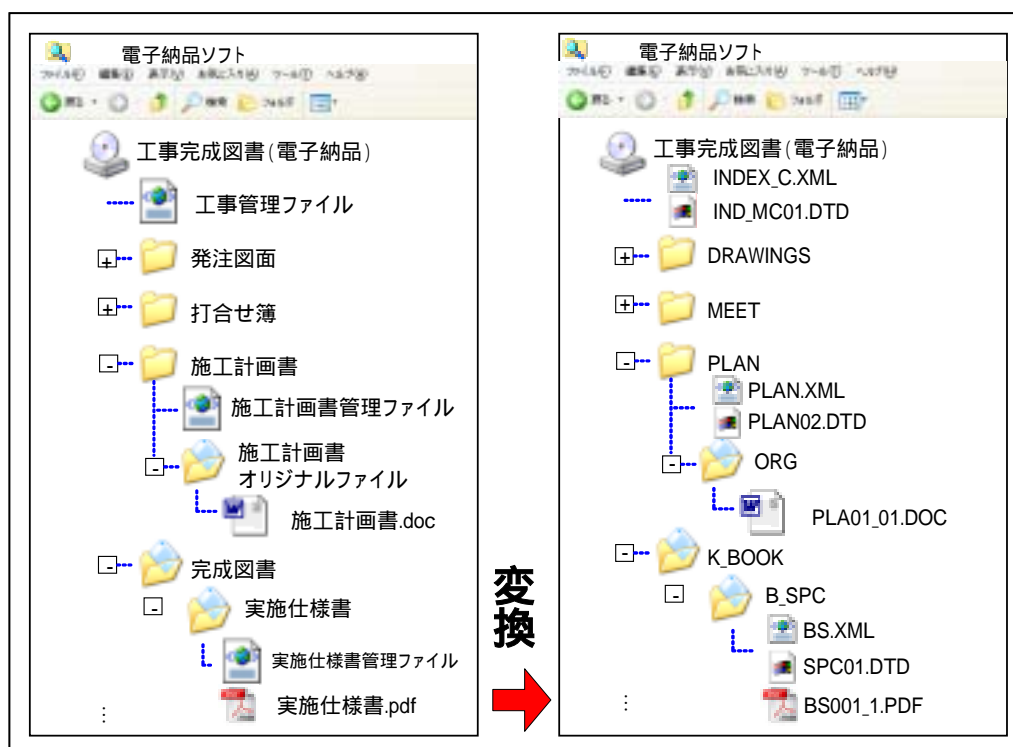 電子納品ソフト
工事完成図書(電子納品)
工事管理ファイル
発注図面
打合せ簿
施工計画書
施工計画書管理ファイル
施工計画書
オリジナルファイル
施工計画書.doc
完成図書
実施仕様書
実施仕様書管理ファイル
実施仕様書.pdf
⋮
変換
電子納品ソフト
工事完成図書(電子納品)
INDEX_C.XML
IND_MC01.DTD
DRAWINGS
MEET
PLAN
PLAN.XML
PLAN02.DTD
ORG
PLA01_01.DOC
K_BOOK
B_SPC
BS.XML
SPC01.DTD
BS001_1.PDF
⋮